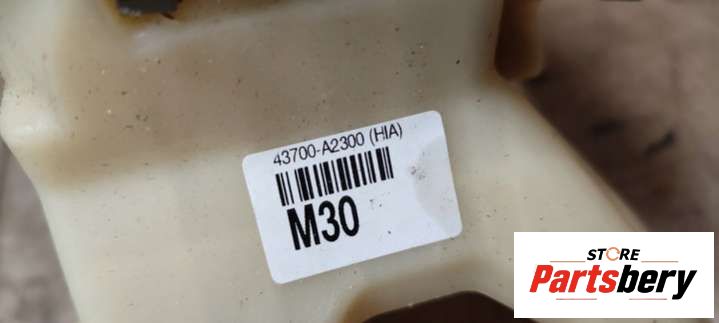 43700-A2300 (HIA)
M30
STORE
Partsbery